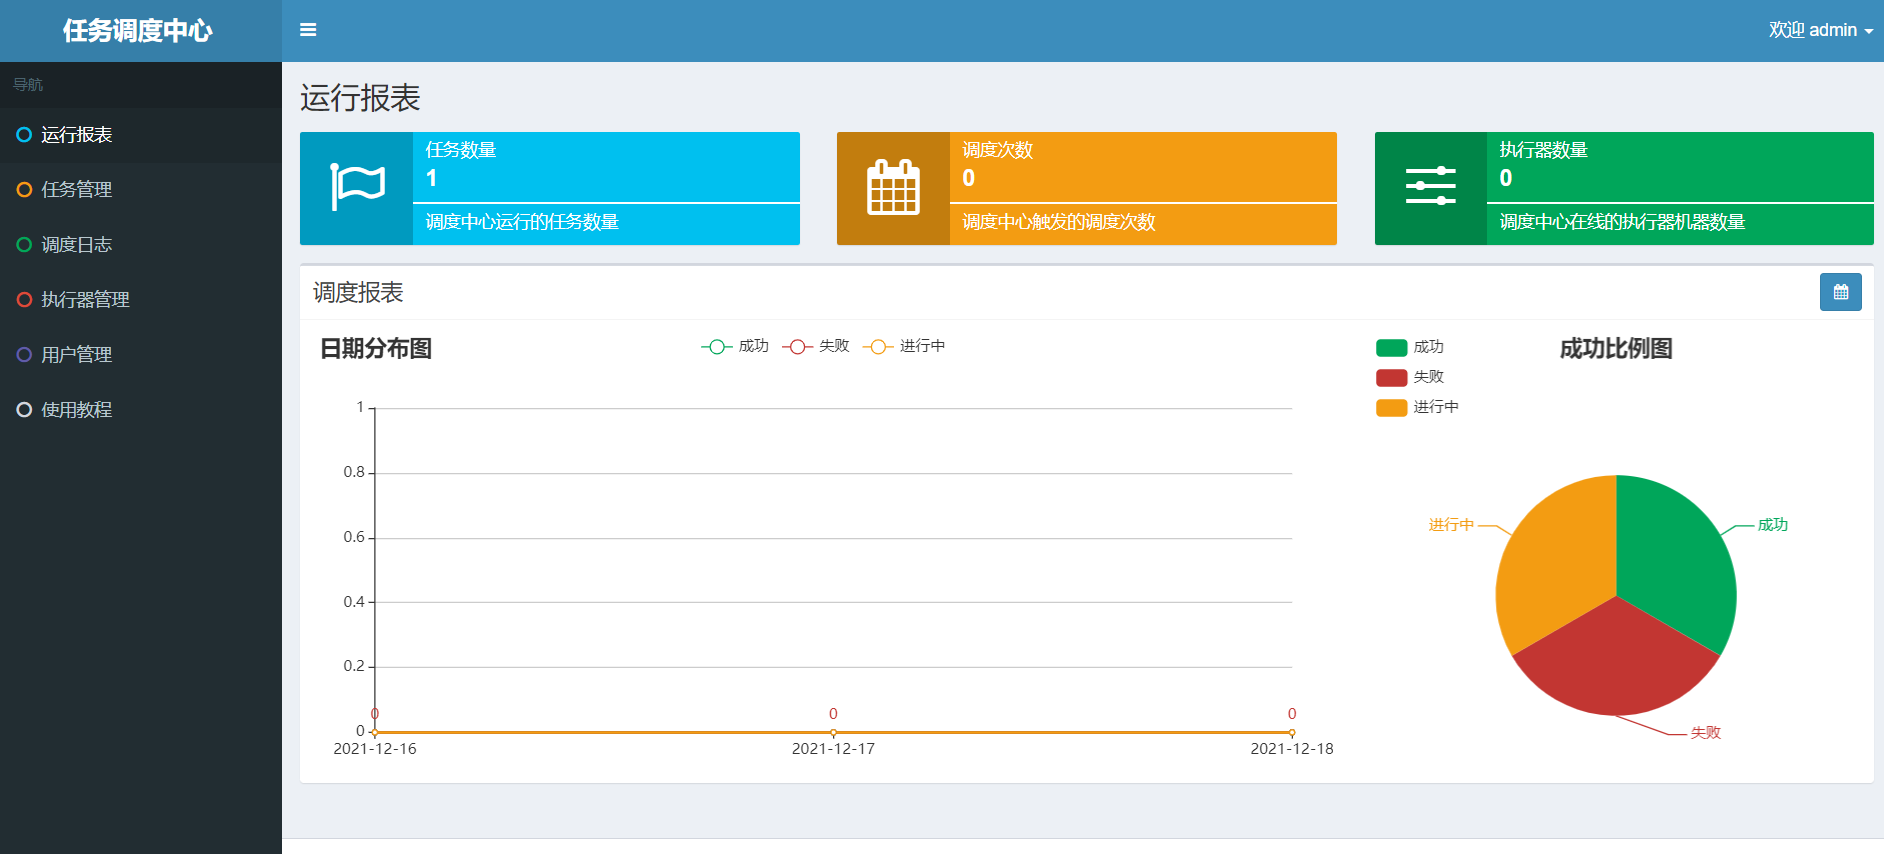 任务调度中心
欢迎 admin
导航
运行报表
任务管理
调度日志
执行器管理
用户管理
使用教程
运行报表
任务数量
1
调度中心运行的任务数量
调度次数
0
调度中心触发的调度次数
执行器数量
0
调度中心在线的执行器机器数量
调度报表
日期分布图
成功 失败 进行中
1
0.8
0.6
0.4
0.2
0
0 0 0
2021-12-16 2021-12-17 2021-12-18
成功比例图
成功
失败
进行中
进行中
成功
失败